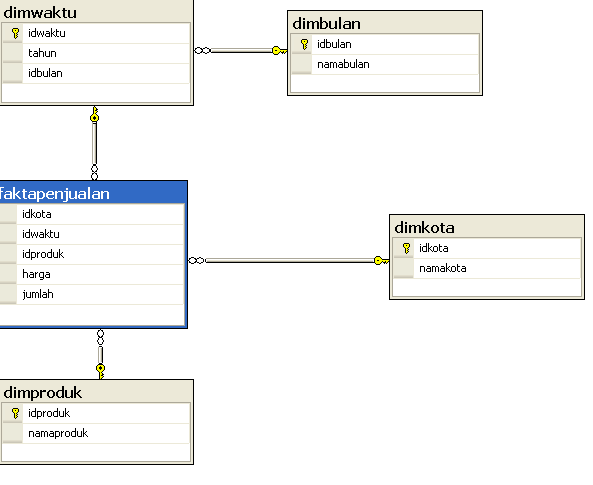 dimwaktu
idwaktu
tahun
idbulan
dimbulan
idbulan
namabulan
faktapenjualan
idkota
idwaktu
idproduk
harga
jumlah
dimkota
idkota
namakota
dimproduk
idproduk
namaproduk